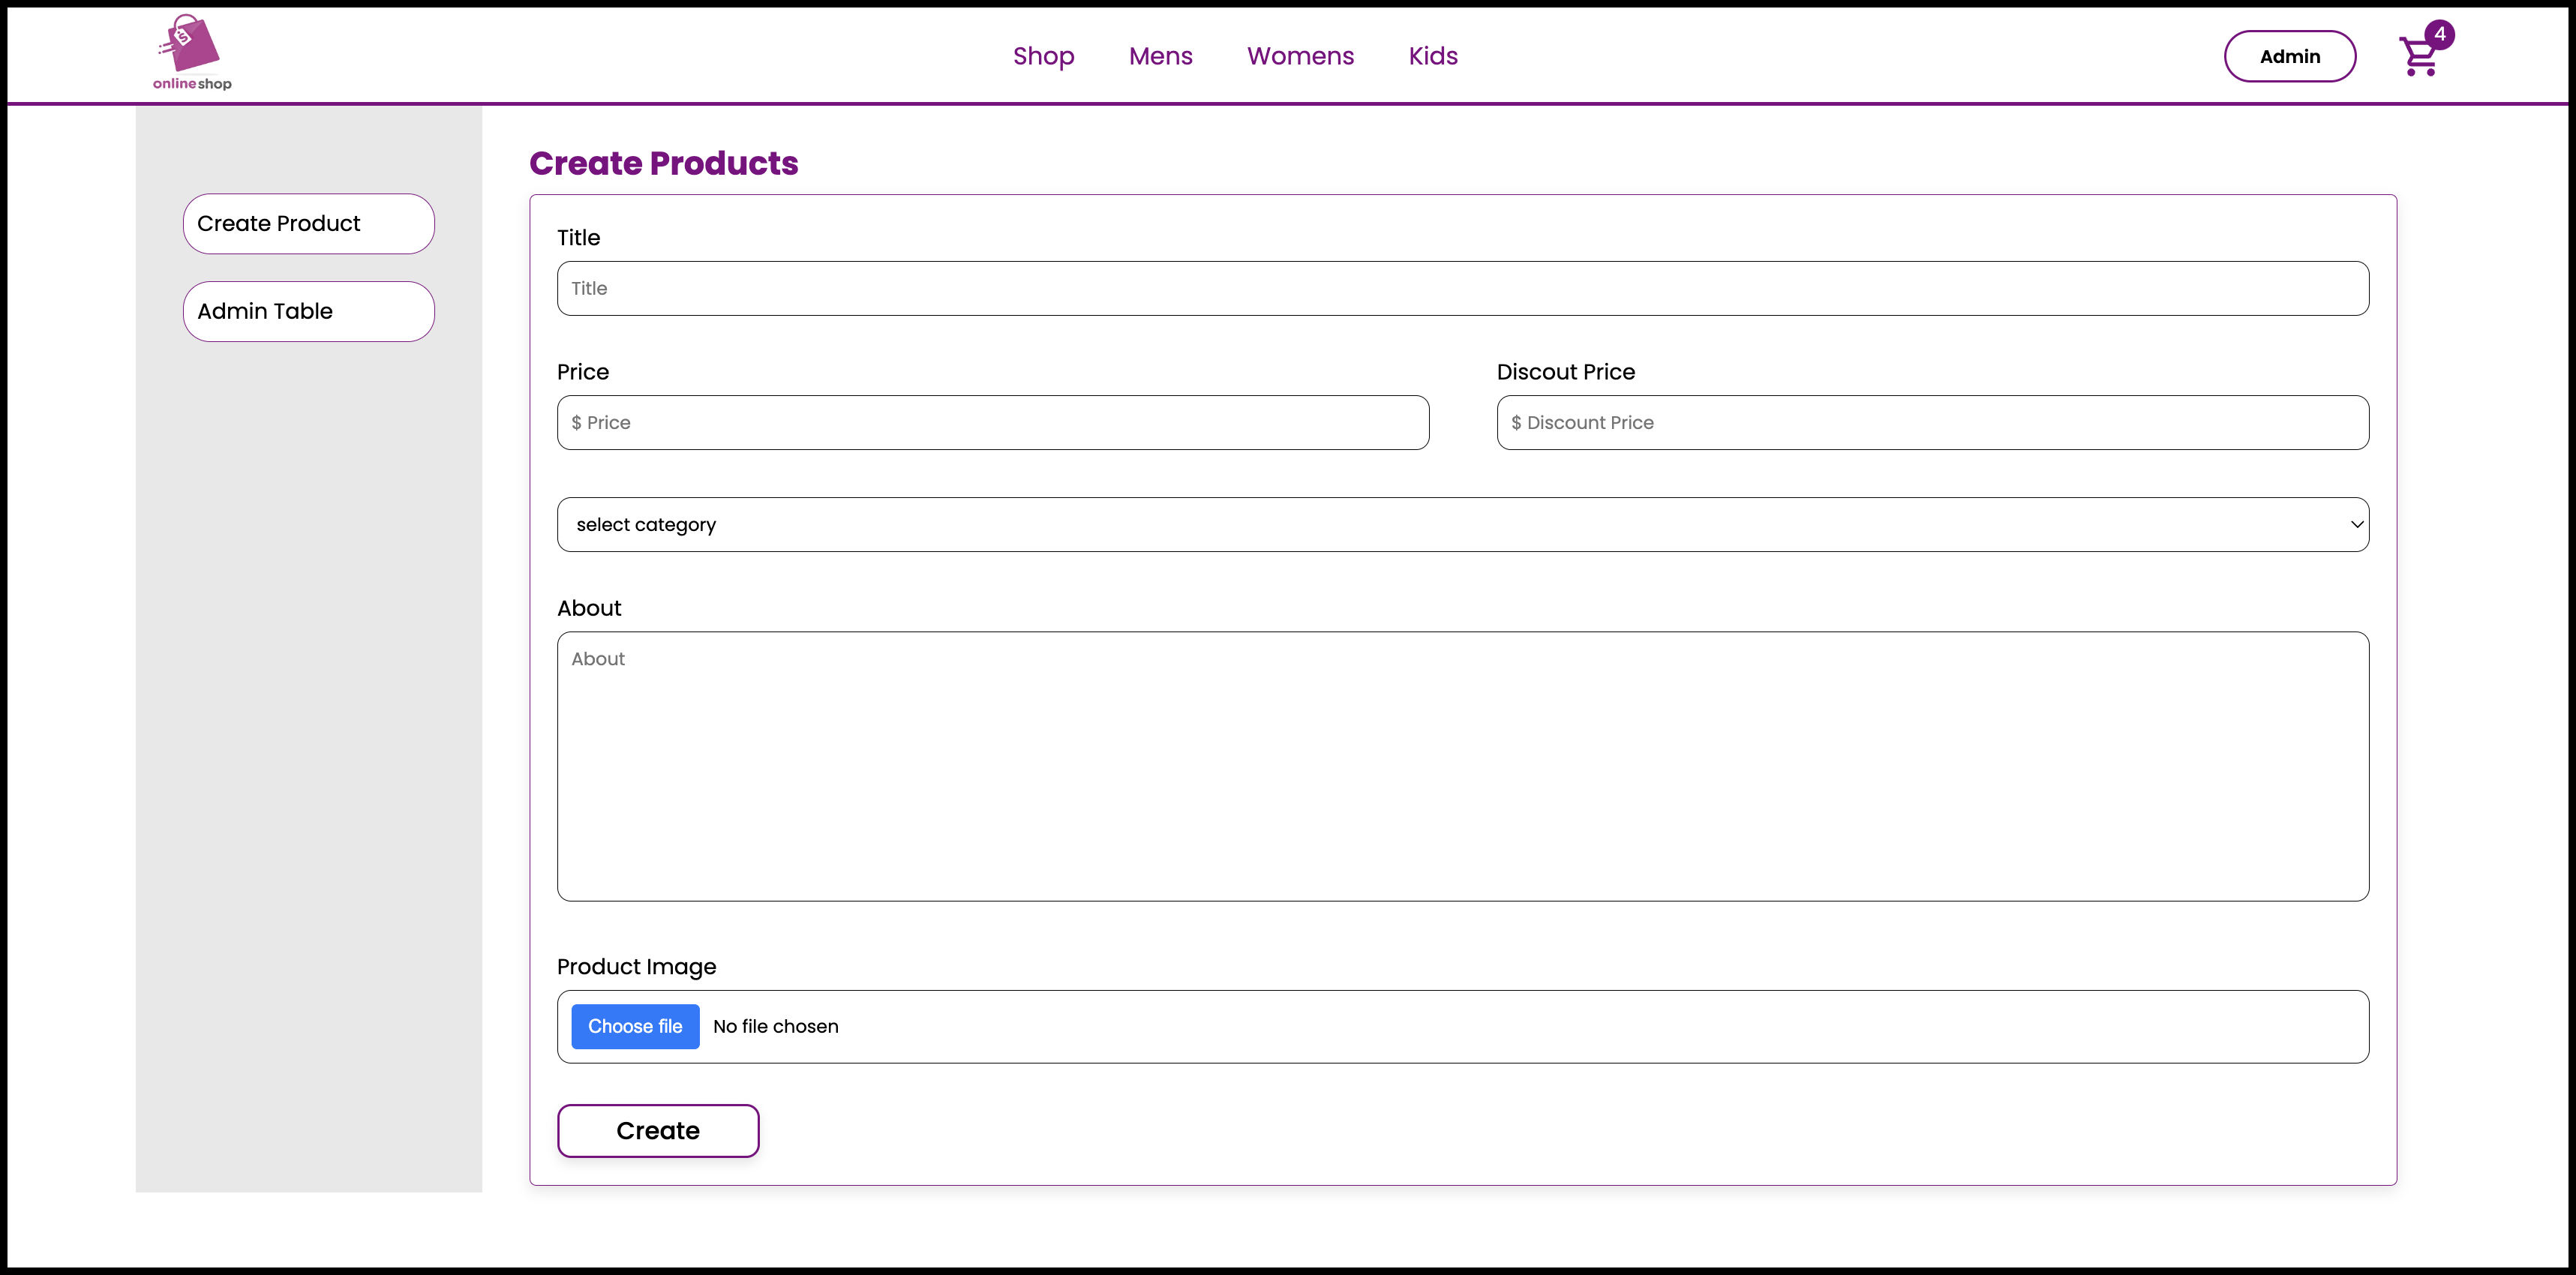 onlineshop
Shop Mens Womens Kids
Admin
4
Create Product
Admin Table
Create Products
Title
Title
Price
$ Price
Discout Price
$ Discount Price
select category
About
About
Product Image
Choose file No file chosen
Create